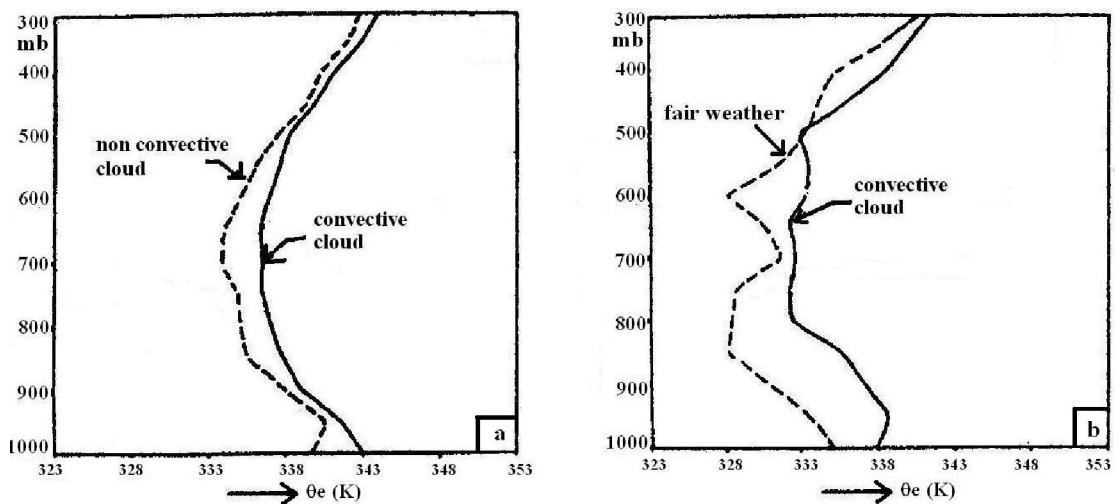 300
mb
400
500
600
700
800
900
1000
non convective
cloud
convective
cloud
a
323
328
333
338
343
348
353
θe (K)
300
mb
400
500
600
700
800
900
1000
fair weather
convective
cloud
b
323
328
333
338
343
348
353
θe (K)